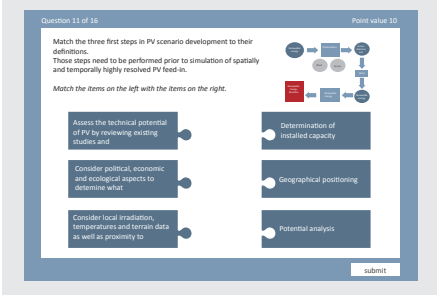 Question 11 of 16
Point value 10
Match the three first steps in PV scenario development to their
definitions.
Those steps need to be performed prior to simulation of spatially
and temporally highly resolved PV feed-in.
Match the items on the left with the items on the right.
Assess the technical potential
of PV by reviewing existing
studies and
Determination of
installed capacity
Consider political, economic
and ecological aspects to
detemine what
Geographical positioning
Consider local irradiation,
temperatures and terrain data
as well as proximity to
Potential analysis
submit